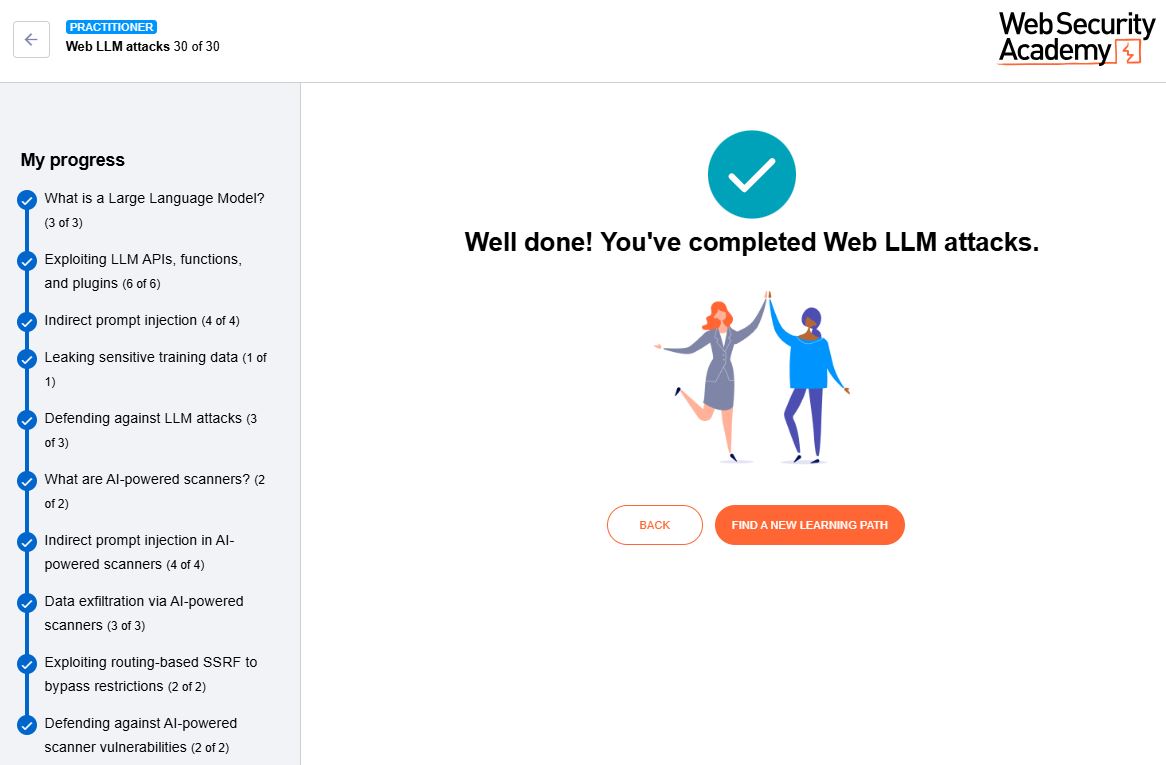 PRACTITIONER
Web LLM attacks 30 of 30
Web Security
Academy
My progress
What is a Large Language Model?
(3 of 3)
Exploiting LLM APIs, functions,
and plugins (6 of 6)
Indirect prompt injection (4 of 4)
Leaking sensitive training data (1 of
1)
Defending against LLM attacks (3
of 3)
What are AI-powered scanners? (2
of 2)
Indirect prompt injection in AI-
powered scanners (4 of 4)
Data exfiltration via AI-powered
scanners (3 of 3)
Exploiting routing-based SSRF to
bypass restrictions (2 of 2)
Defending against AI-powered
scanner vulnerabilities (2 of 2)
Well done! You've completed Web LLM attacks.
BACK
FIND A NEW LEARNING PATH